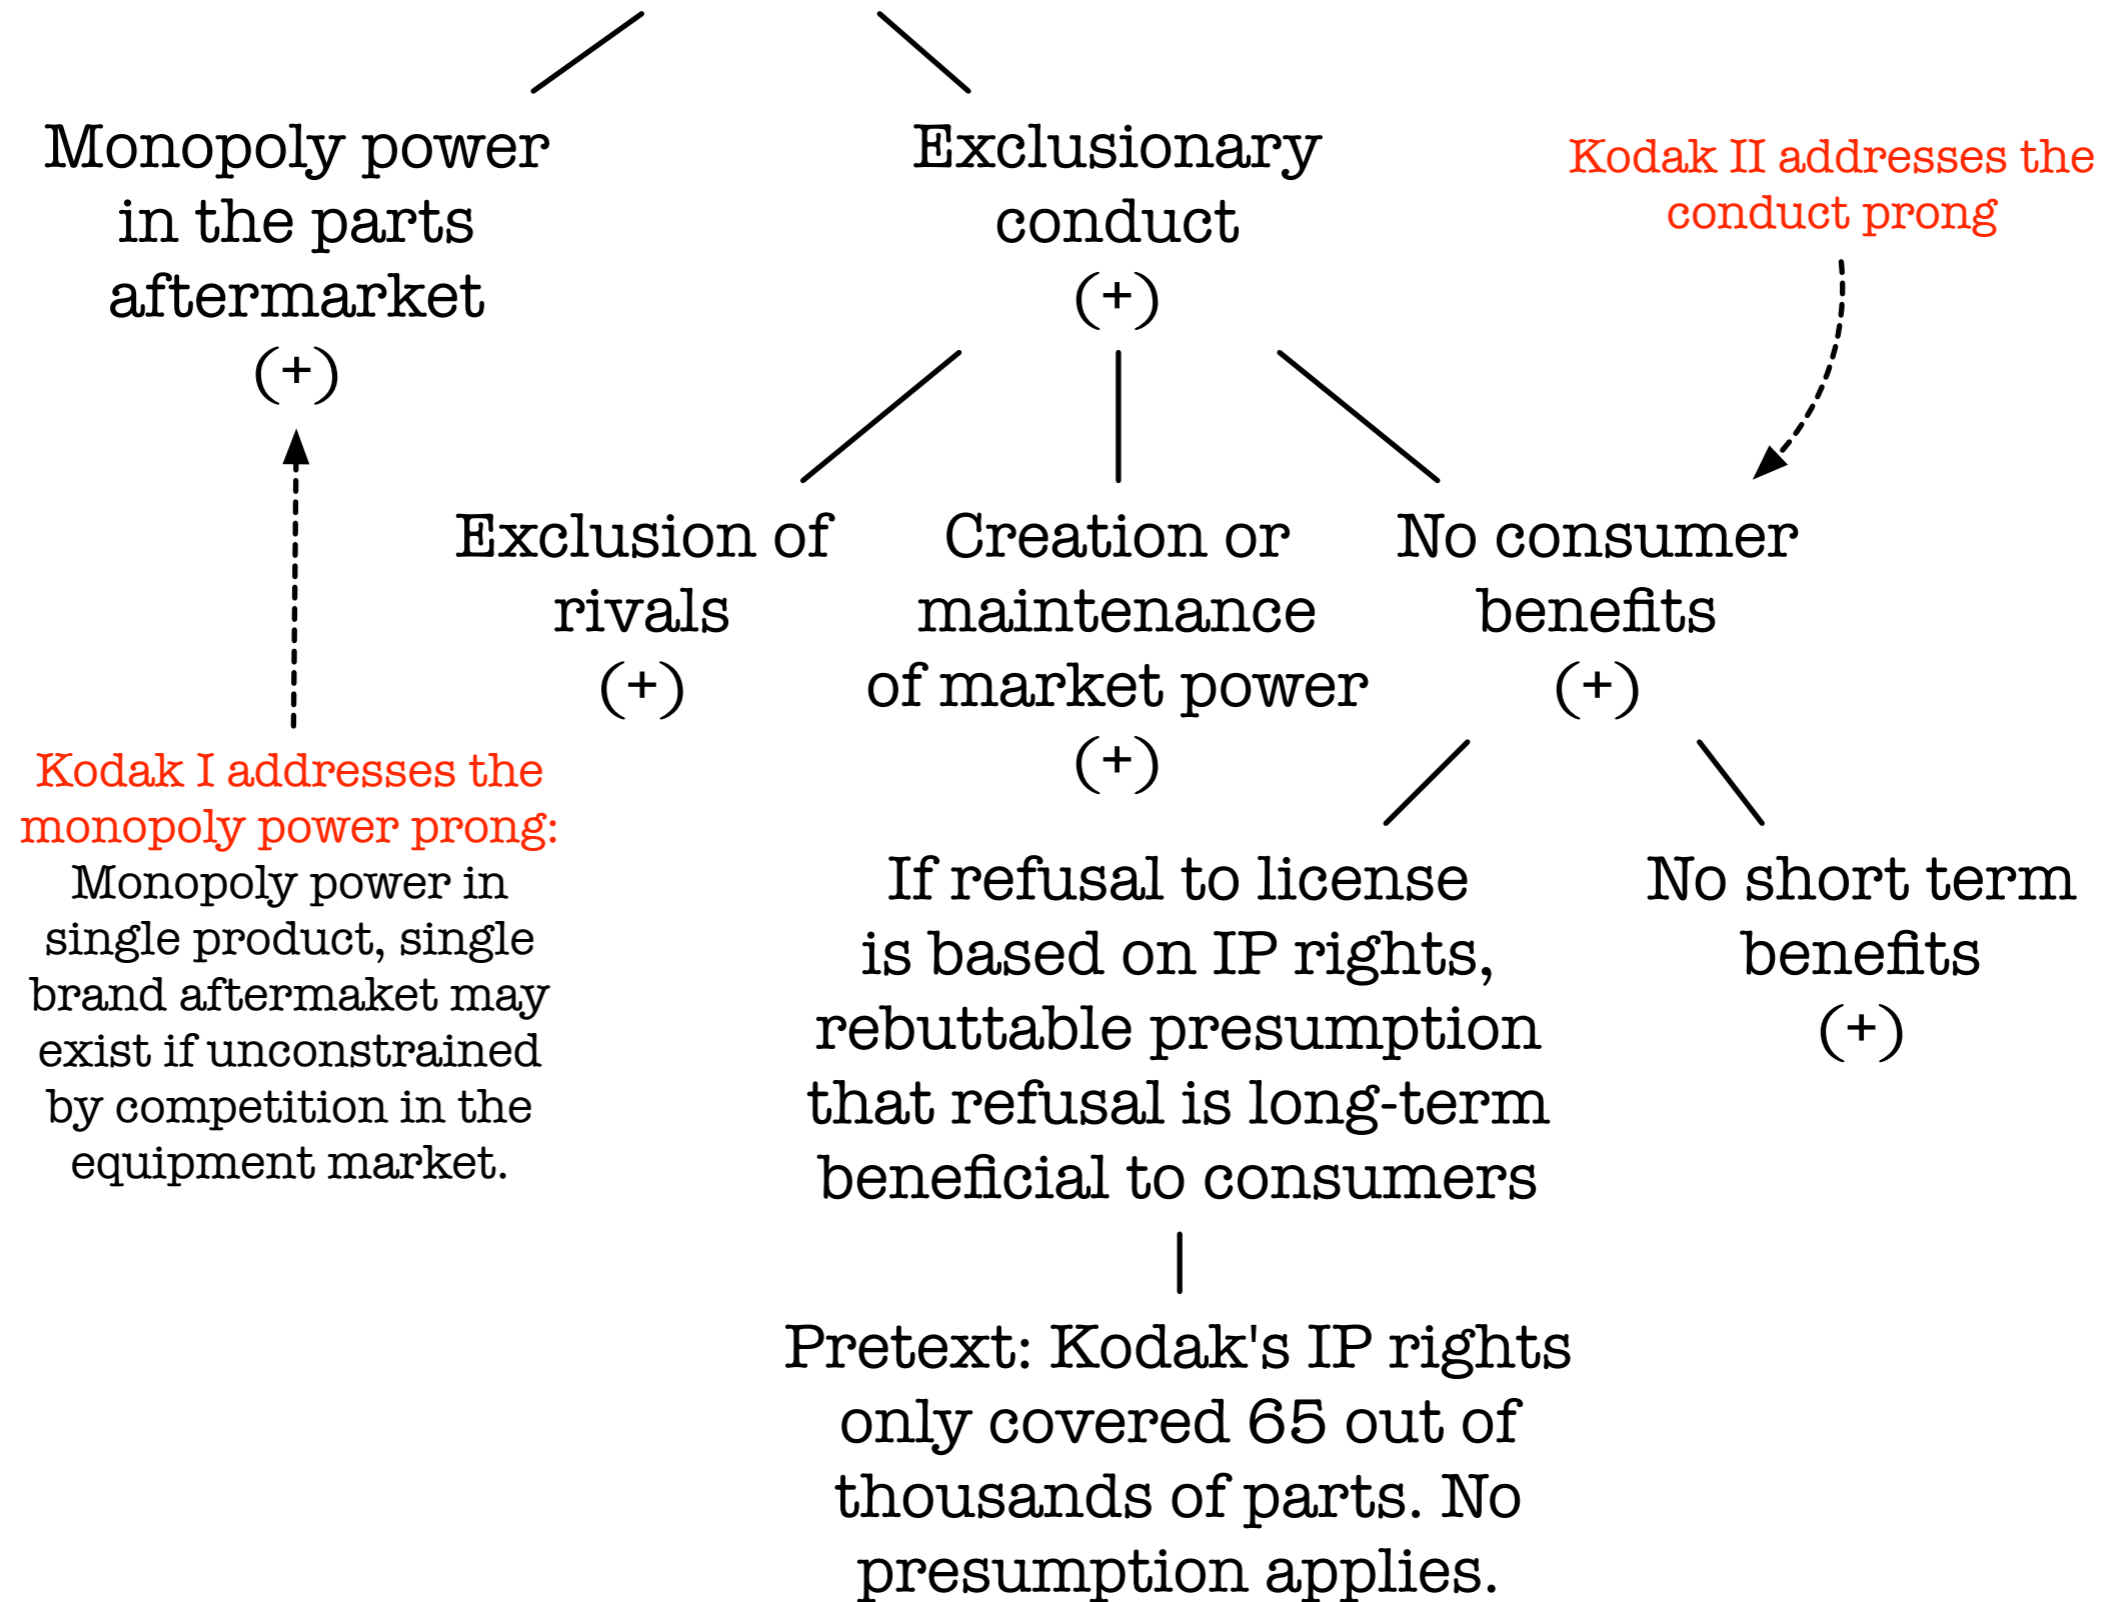 Monopoly power
in the parts
aftermarket
(+)
Exclusionary
conduct
(+)
Kodak II addresses the
conduct prong
Exclusion of
rivals
(+)
Creation or
maintenance
of market power
(+)
No consumer
benefits
(+)
Kodak I addresses the
monopoly power prong:
Monopoly power in
single product, single
brand aftermaket may
exist if unconstrained
by competition in the
equipment market.
If refusal to license
is based on IP rights,
rebuttable presumption
that refusal is long-term
beneficial to consumers
No short term
benefits
(+)
Pretext: Kodak's IP rights
only covered 65 out of
thousands of parts. No
presumption applies.